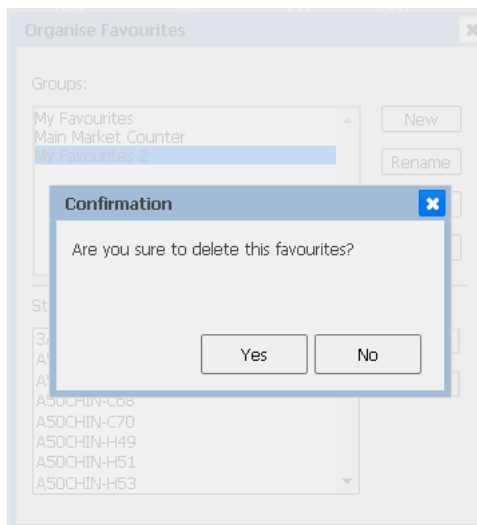 Organise Favourites
Groups:
My Favourites
Main Market Counter
My Favourites 2
New
Rename
Confirmation
Are you sure to delete this favourites?
Yes
No
A50CHIN-C68
A50CHIN-C70
A50CHIN-H49
A50CHIN-H51
A50CHIN-H53